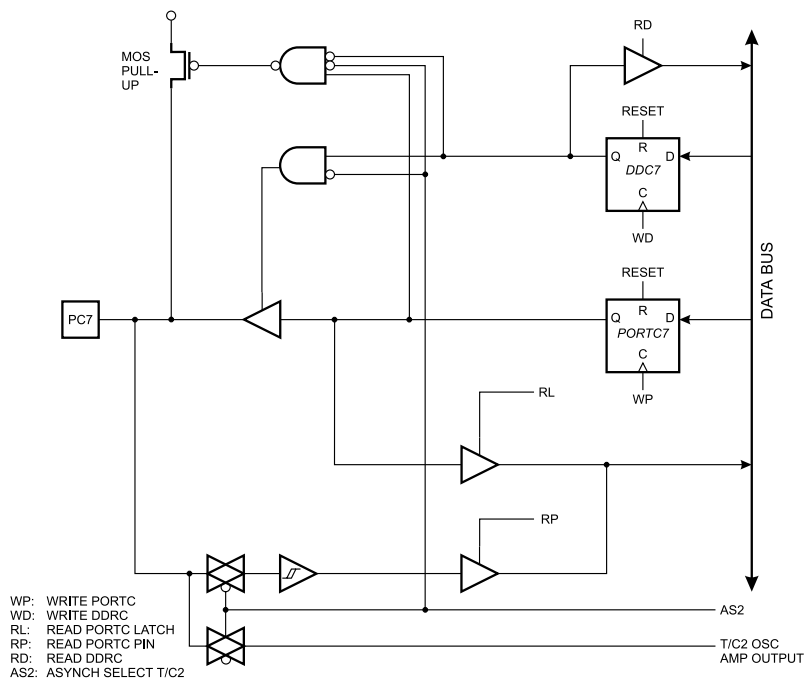 RD
MOS
PULL-
UP
RESET
R
Q
D
DDC7
C
WD
RESET
R
Q
D
PORTC7
C
WP
PC7
DATA BUS
RL
RP
WP: WRITE PORTC
WD: WRITE DDRC
RL: READ PORTC LATCH
RP: READ PORTC PIN
RD: READ DDRC
AS2: ASYNCH SELECT T/C2
AS2
T/C2 OSC
AMP OUTPUT